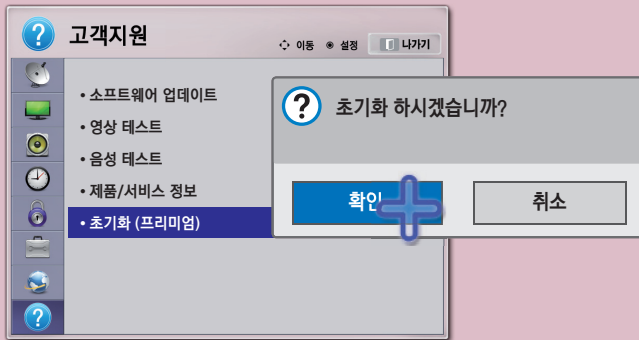 고객지원
이동 설정 나가기
• 소프트웨어 업데이트
• 영상 테스트
• 음성 테스트
• 제품/서비스 정보
• 초기화 (프리미엄)
초기화 하시겠습니까?
확인 취소